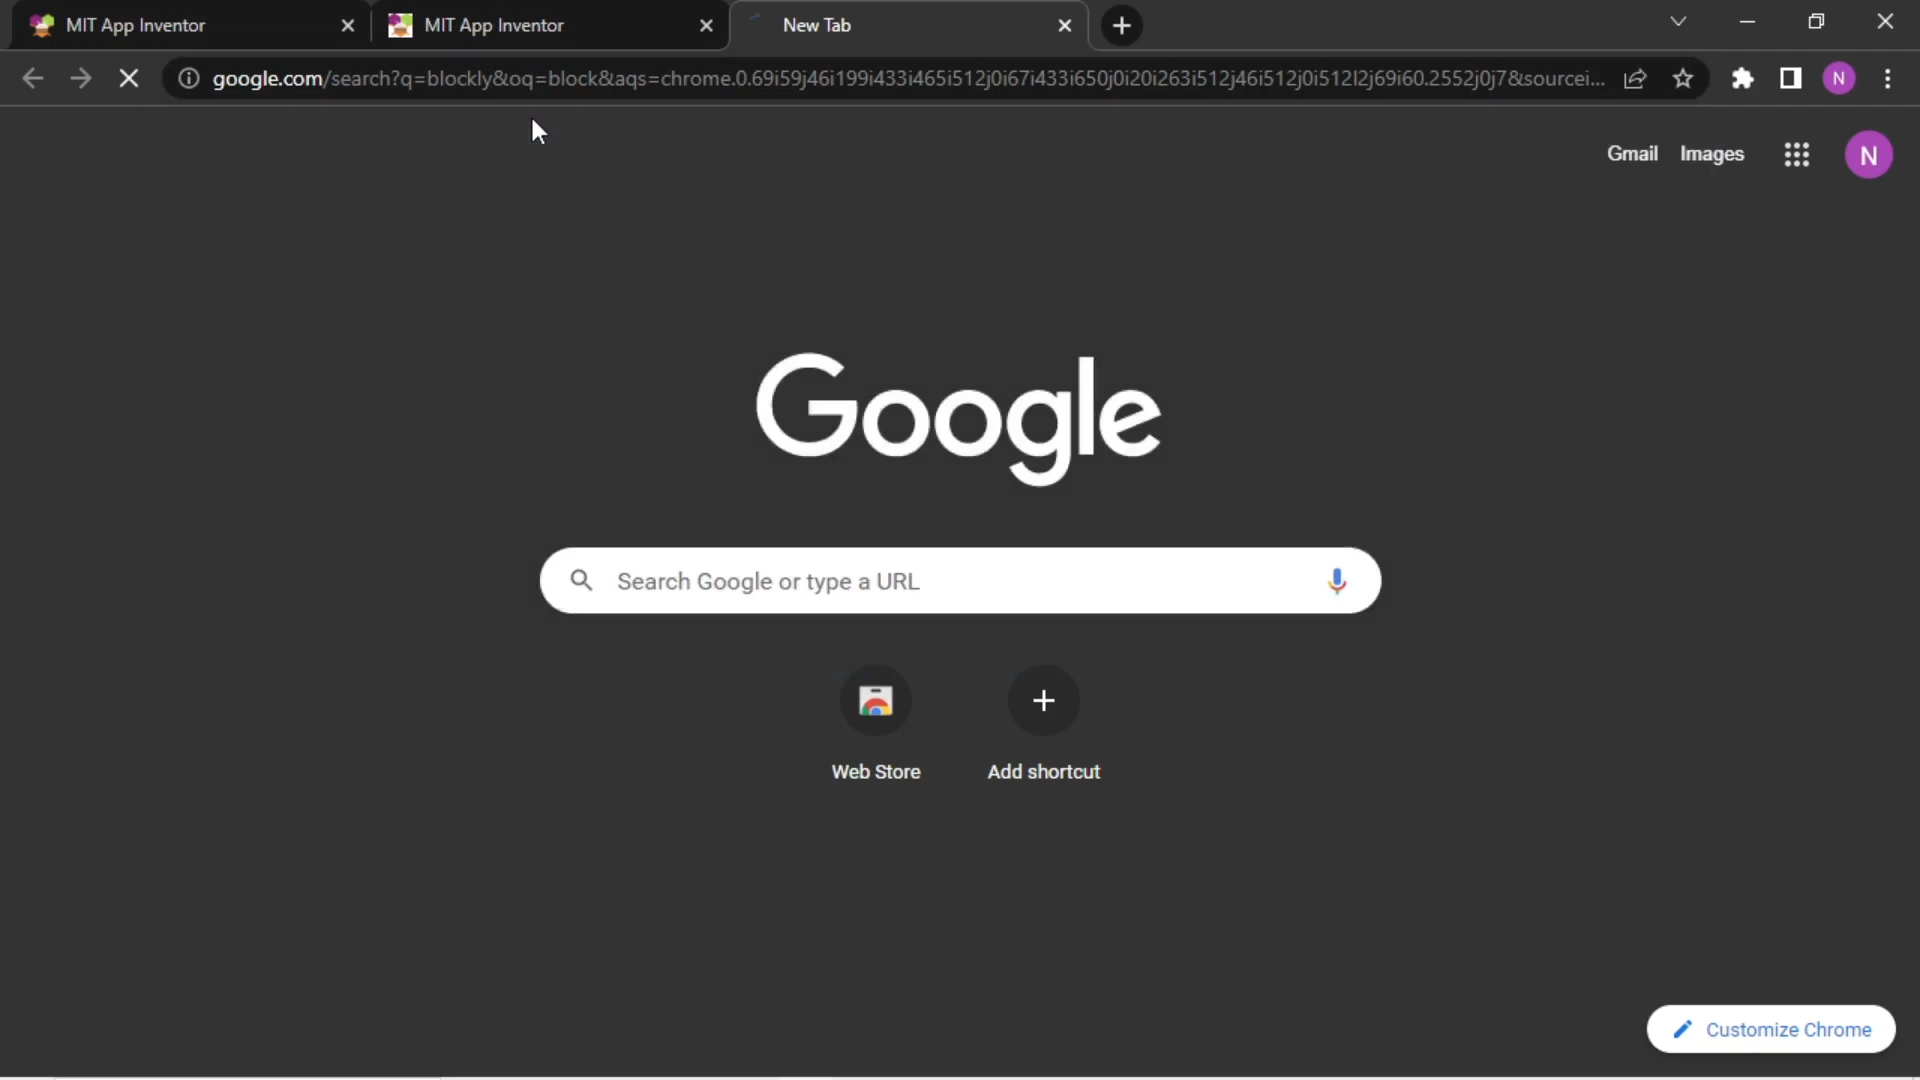 MIT App Inventor
MIT App Inventor
New Tab
google.com/search?q=blockly&oq=block&aqs=chrome.0.69i59j46i199i433i465i512j0i67i433i650j0i20i263i512j46i512j0i512l2j69i60.2552j0j7&sourcei...
N
Gmail Images
N
Google
Search Google or type a URL
Web Store
Add shortcut
Customize Chrome